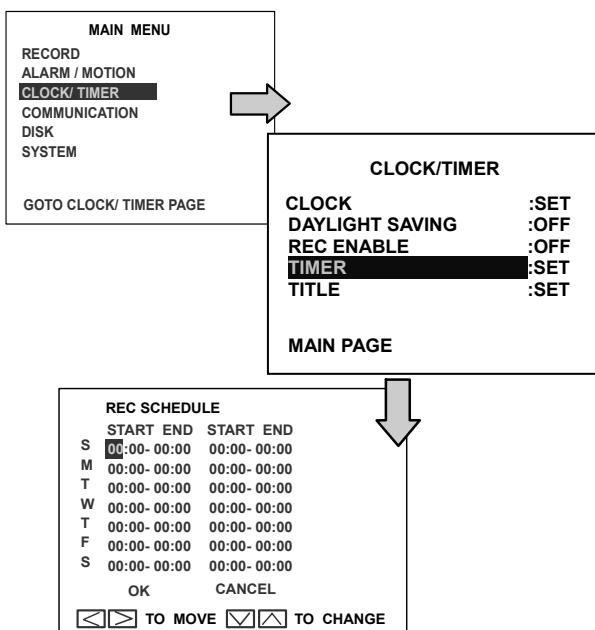 MAIN MENU
RECORD
ALARM / MOTION
CLOCK/ TIMER
COMMUNICATION
DISK
SYSTEM
GOTO CLOCK/ TIMER PAGE
CLOCK/TIMER
CLOCK :SET
DAYLIGHT SAVING :OFF
REC ENABLE :OFF
TIMER :SET
TITLE :SET
MAIN PAGE
REC SCHEDULE
START END START END
S 00:00- 00:00 00:00- 00:00
M 00:00- 00:00 00:00- 00:00
T 00:00- 00:00 00:00- 00:00
W 00:00- 00:00 00:00- 00:00
T 00:00- 00:00 00:00- 00:00
F 00:00- 00:00 00:00- 00:00
S 00:00- 00:00 00:00- 00:00
OK CANCEL
TO MOVE TO CHANGE